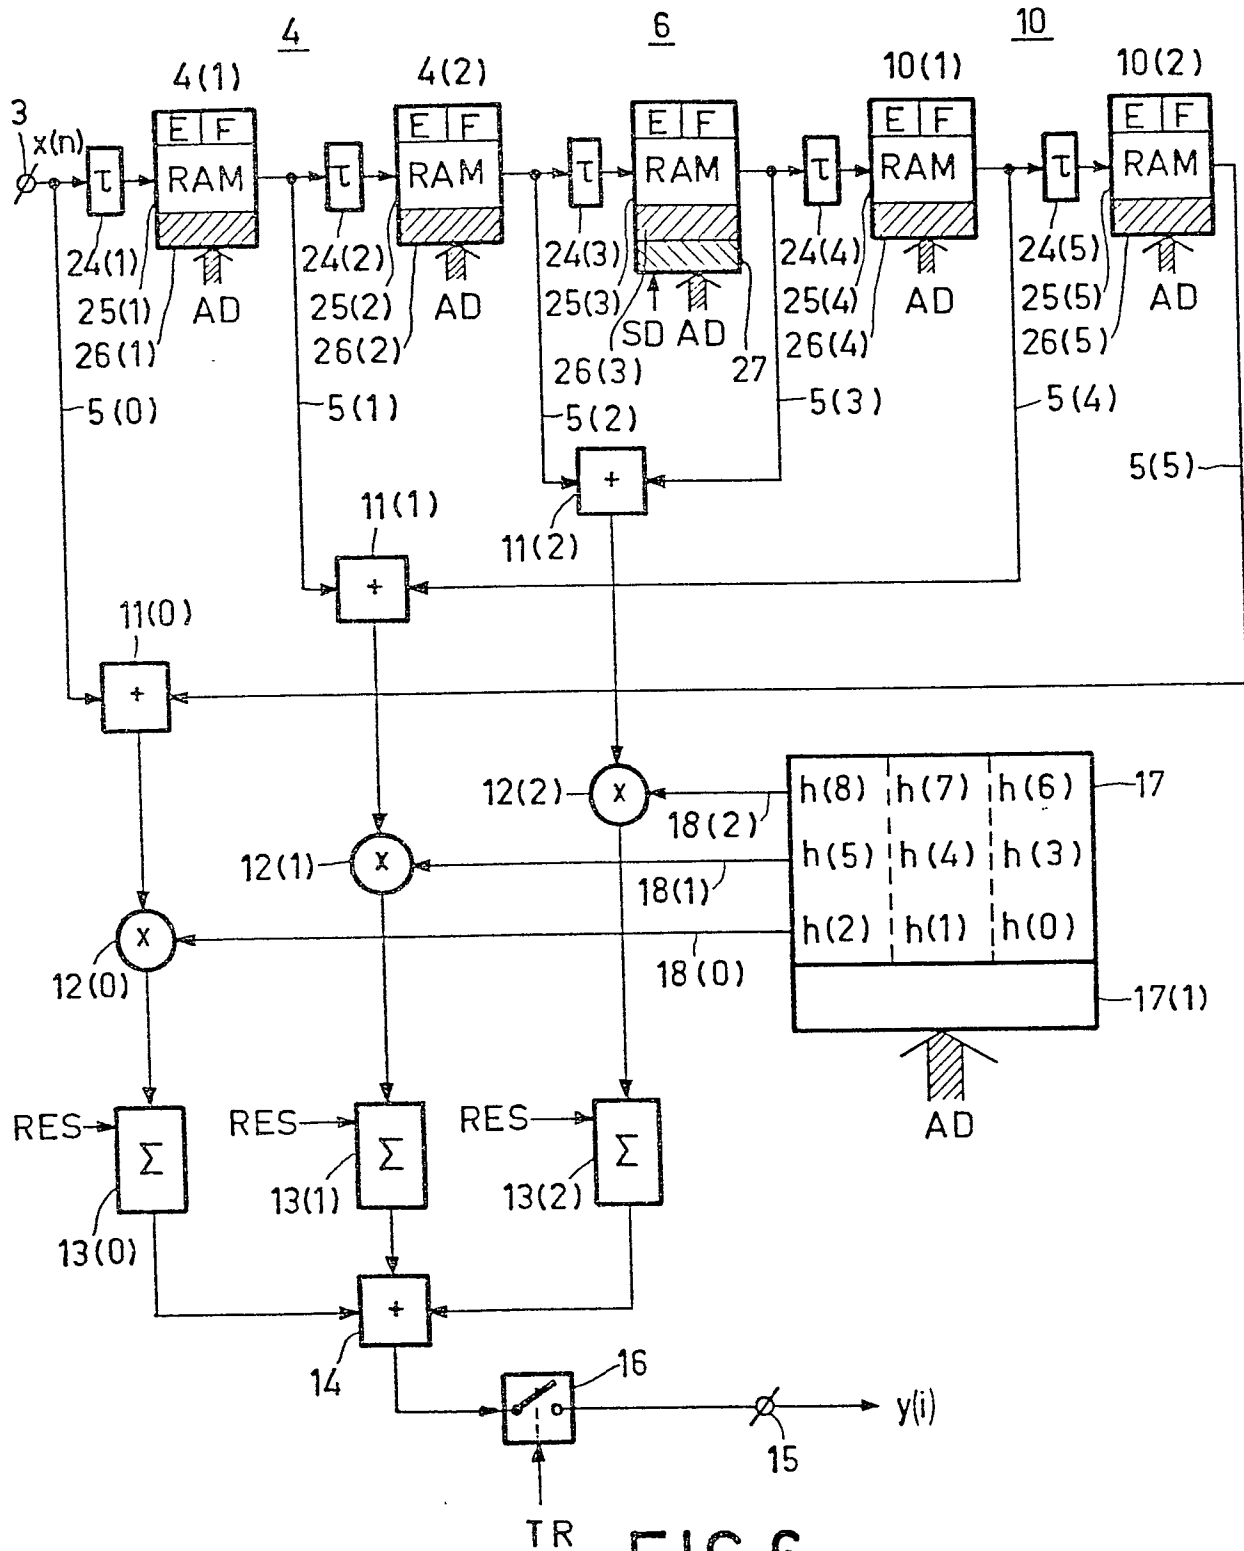 4 6 10
4(1) 4(2) 10(1) 10(2)
3 x(n)
E F E F E F E F E F
τ RAM τ RAM τ RAM τ RAM τ RAM
24(1) 24(2) 24(3) 24(4) 24(5)
25(1) AD 25(2) AD 25(3) SD AD 25(4) AD 25(5) AD
26(1) 26(2) 26(3) 27 26(4) 26(5)
5(0) 5(1) 5(2) 5(3) 5(4)
5(5)
+
11(1) 11(2)
+
11(0)
+
12(2) x 18(2) h(8) h(7) h(6) 17
12(1) x 18(1) h(5) h(4) h(3)
x h(2) h(1) h(0)
12(0) 18(0)
17(1)
AD
RES RES RES
Σ Σ Σ
13(0) 13(1) 13(2)
+
14 16
y(i)
15
TR
FIG.6